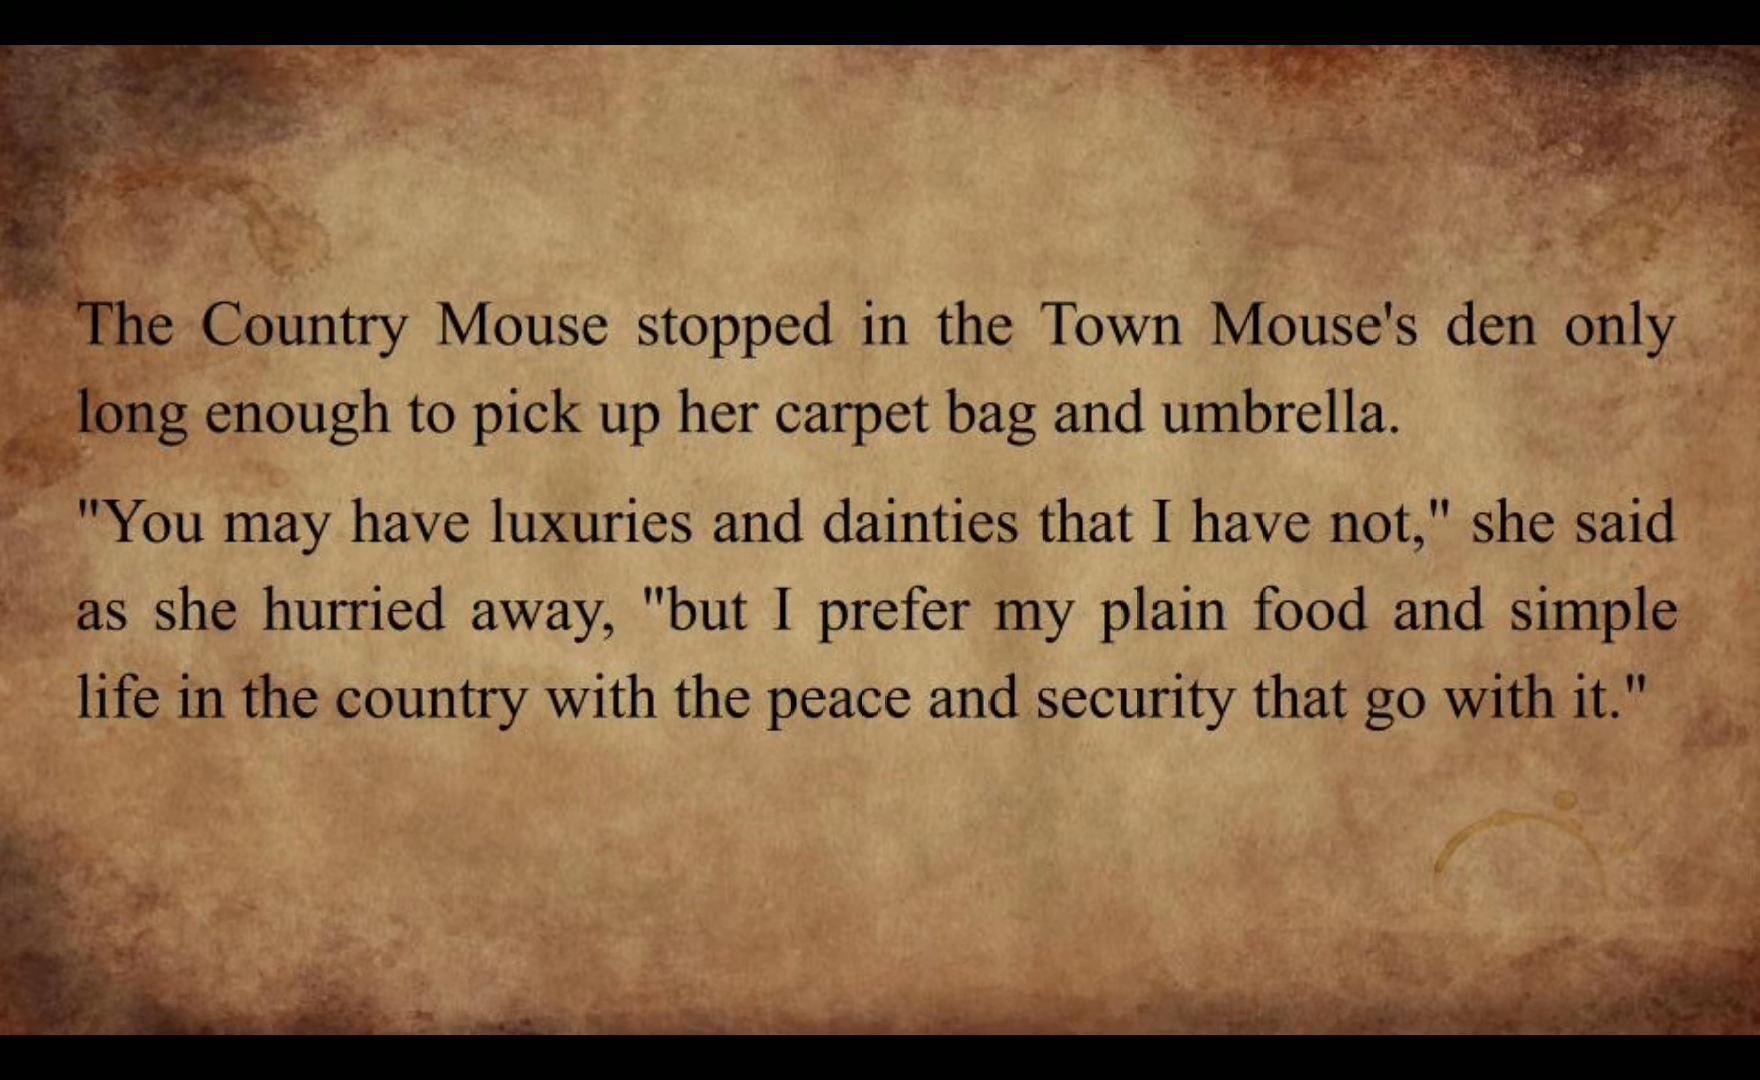 The Country Mouse stopped in the Town Mouse's den only
long enough to pick up her carpet bag and umbrella.
"You may have luxuries and dainties that I have not," she said
as she hurried away, "but I prefer my plain food and simple
life in the country with the peace and security that go with it."